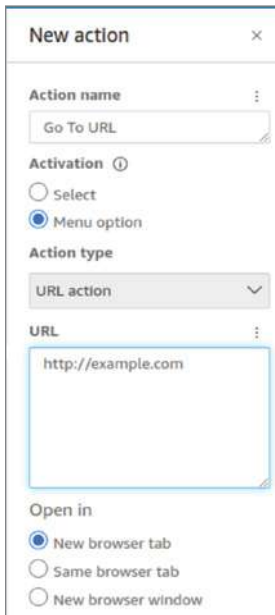 New action
Action name
Go To URL
Activation
Select
Menu option
Action type
URL action
URL
http://example.com
Open in
New browser tab
Same browser tab
New browser window